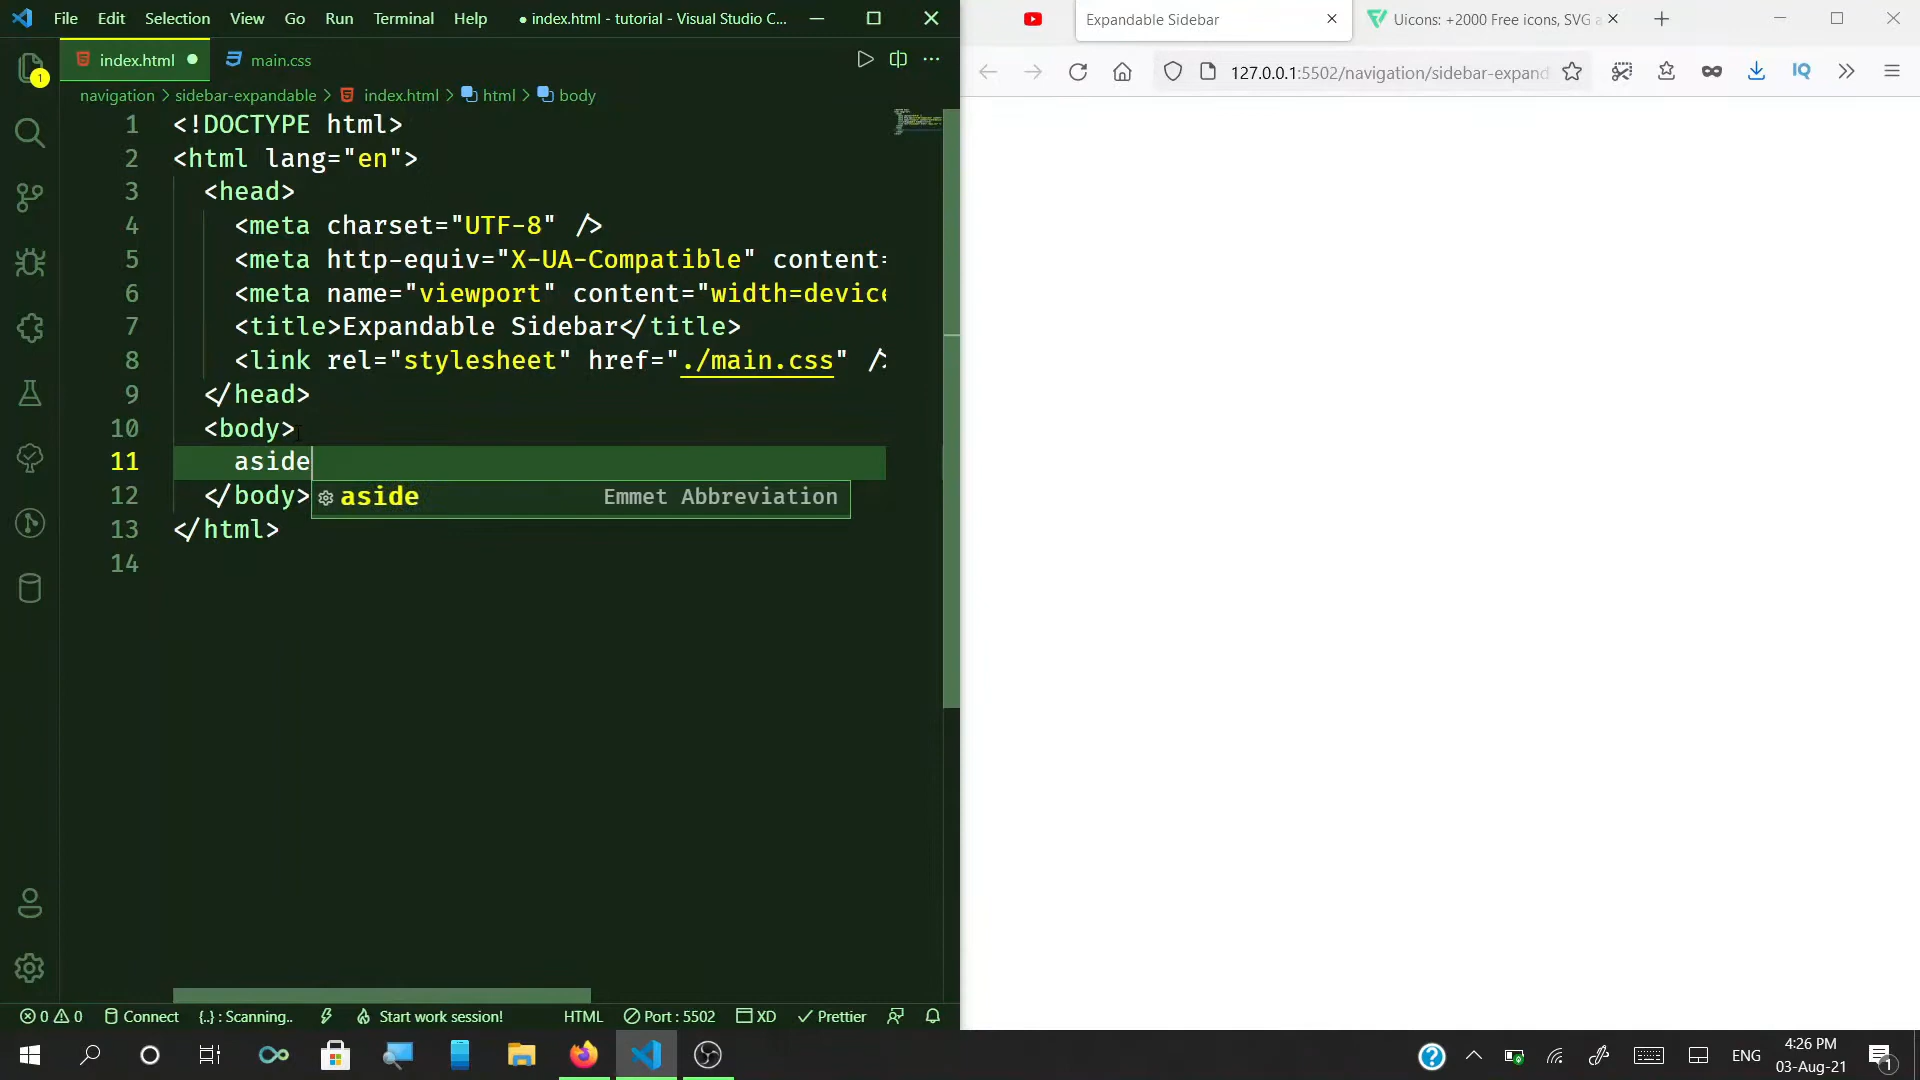 File Edit Selection View Go Run Terminal Help ● index.html - tutorial - Visual Studio C...
index.html ● main.css
navigation > sidebar-expandable > index.html > html > body
1 <!DOCTYPE html>
2 <html lang="en">
3 <head>
4 <meta charset="UTF-8" />
5 <meta http-equiv="X-UA-Compatible" content=
6 <meta name="viewport" content="width=device
7 <title>Expandable Sidebar</title>
8 <link rel="stylesheet" href="./main.css" />
9 </head>
10 <body>
11 aside
aside Emmet Abbreviation
12 </body>
13 </html>
14
1
0 0 Connect {..} : Scanning.. Start work session! HTML Port : 5502 XD Prettier
Expandable Sidebar Uicons: +2000 Free icons, SVG a
127.0.0.1:5502/navigation/sidebar-expand
IQ
ENG
4:26 PM
03-Aug-21
1